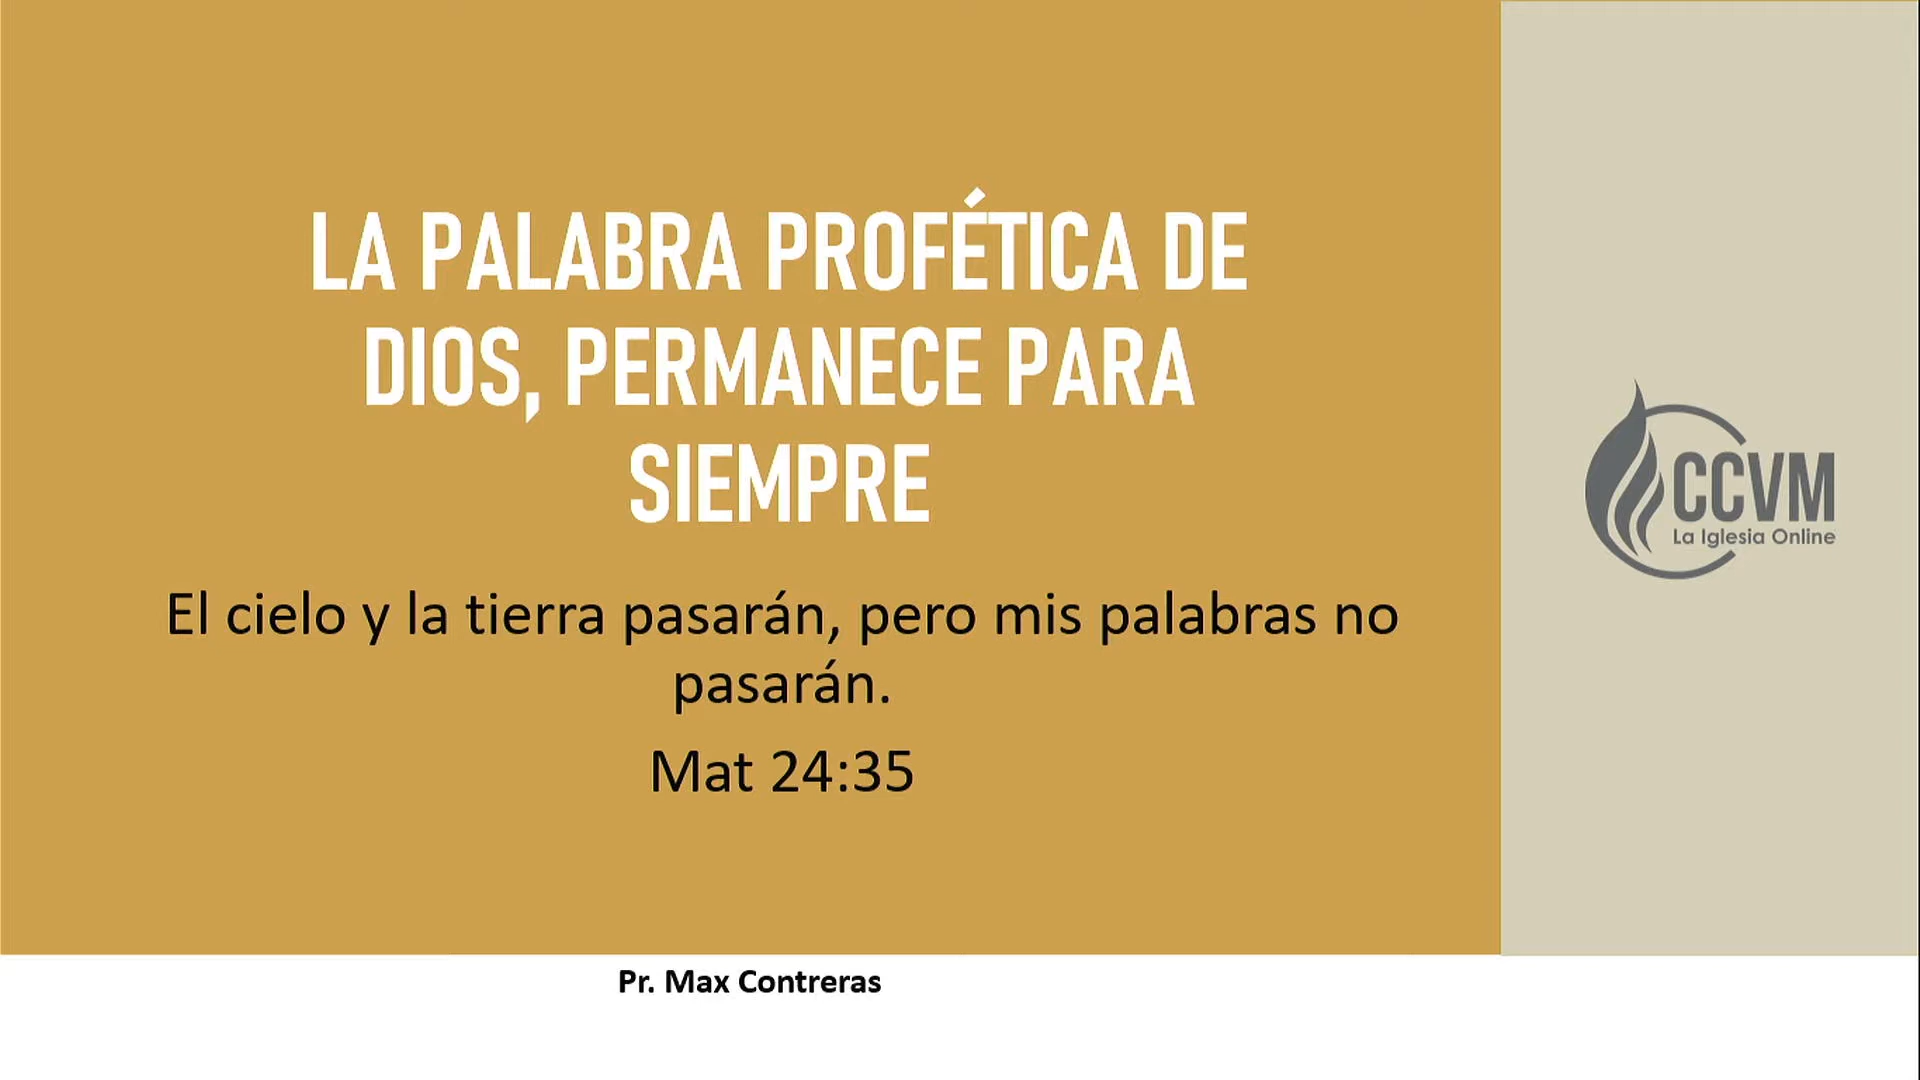 LA PALABRA PROFÉTICA DE
DIOS, PERMANECE PARA
SIEMPRE
El cielo y la tierra pasarán, pero mis palabras no
pasarán.
Mat 24:35
CCVM
La Iglesia Online
Pr. Max Contreras